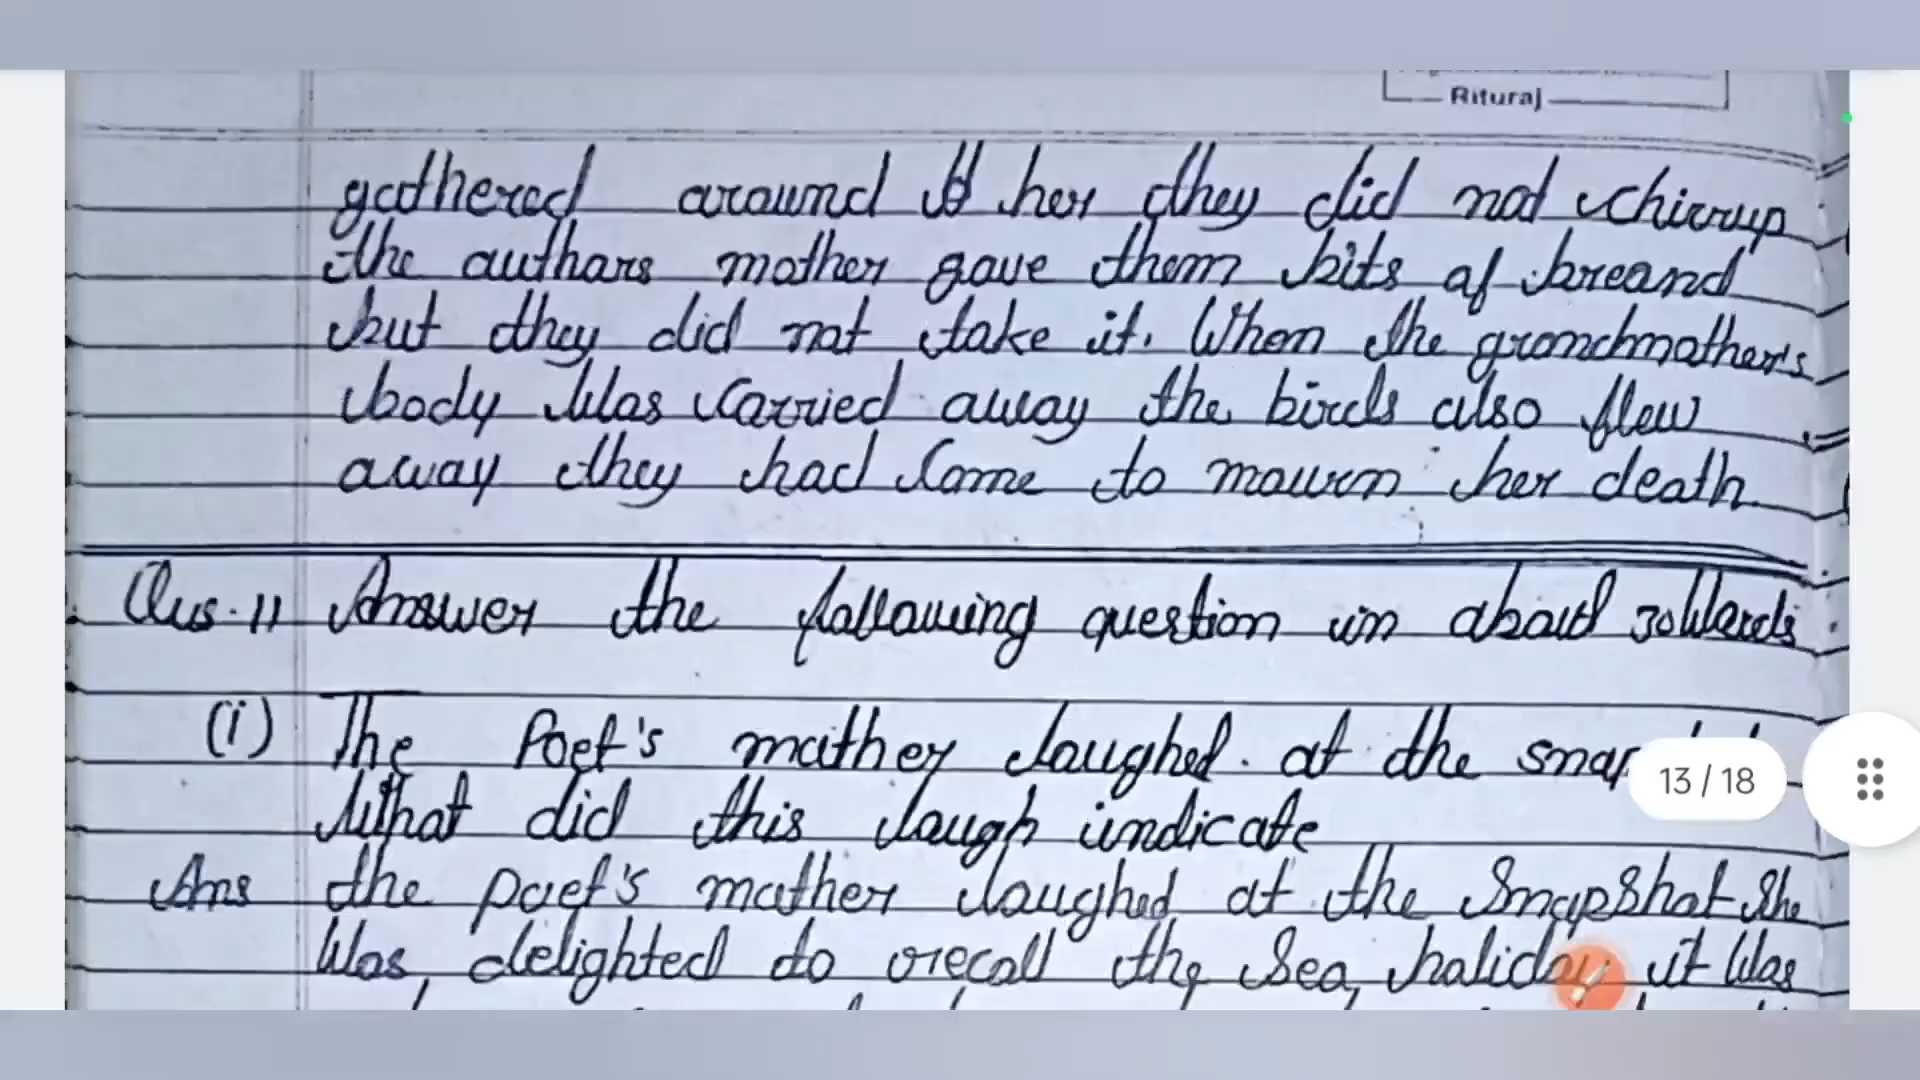 Rituraj
gathered around her they did not chirrup
the authars mother gave them bits of breand
but they did not take it. When the grandmother's
body Was carried away the birds also flew
away they had Come to mourn her death
Qus. 11 Answer the following question in about 30 Words
(i) The Poet's mother laughed. at the
What did this laugh indicate
Ans the poet's mother laughed at the SnapShot She
Was, delighted to recall the Sea, holiday it Was
13 / 18